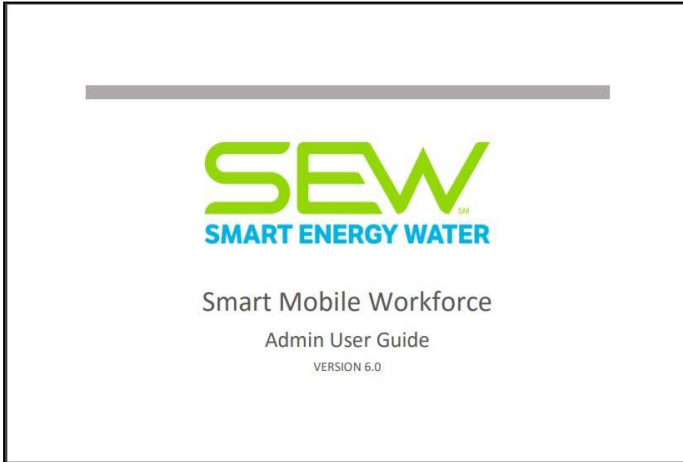 SEW
SM
SMART ENERGY WATER
Smart Mobile Workforce
Admin User Guide
VERSION 6.0